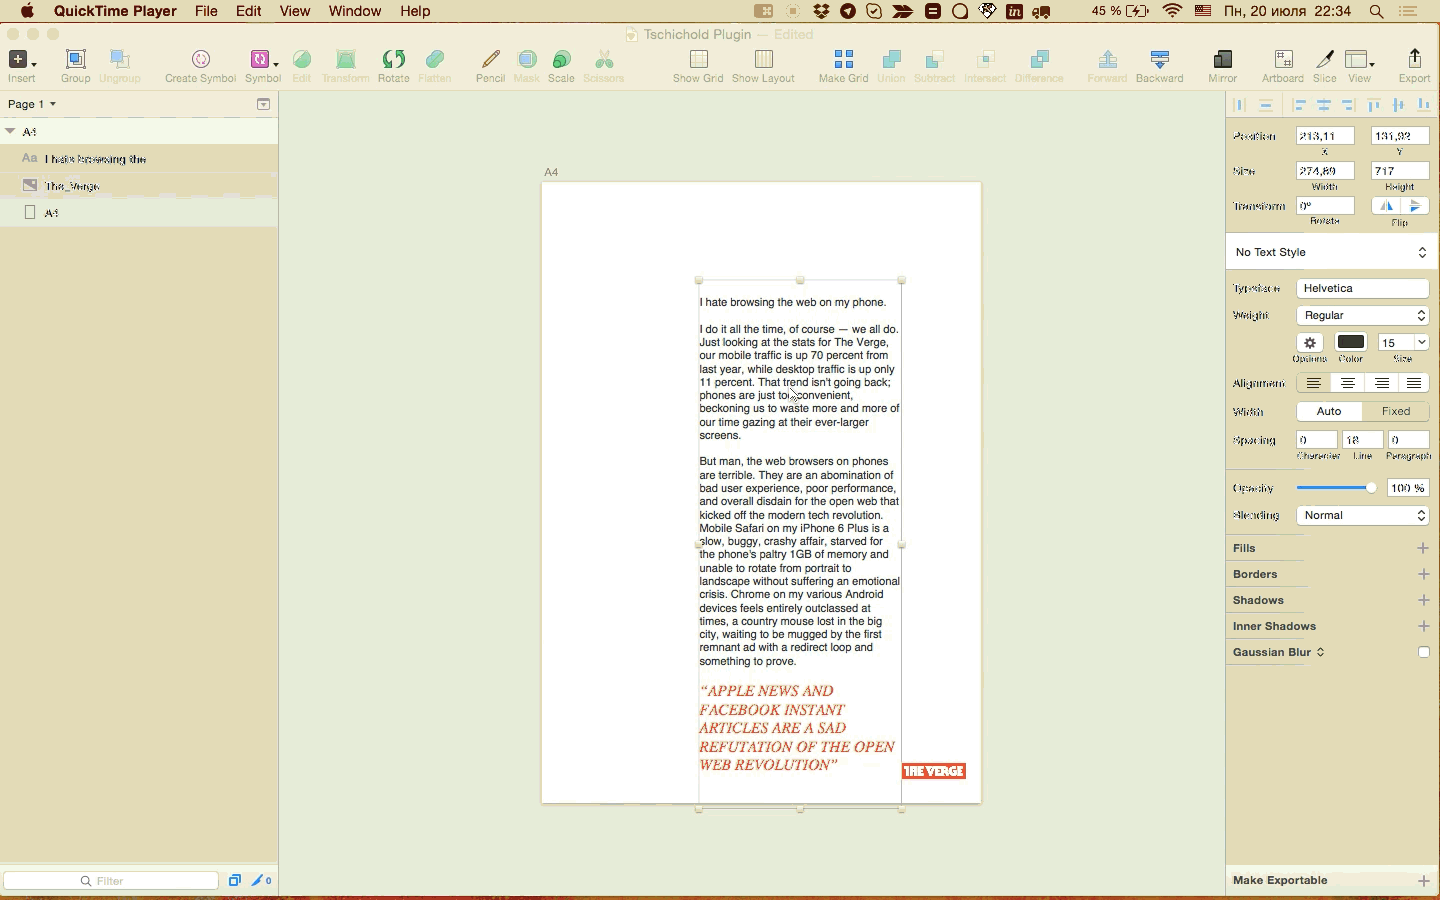 QuickTime Player File Edit View Window Help 45 % Пн, 20 июля 22:34
Tschichold Plugin — Edited
Insert Group Ungroup Create Symbol Symbol Edit Transform Rotate Flatten Pencil Mask Scale Scissors Show Grid Show Layout Make Grid Union Subtract Intersect Difference Forward Backward Mirror Artboard Slice View Export
Page 1
A4
Aa I hate browsing the
The_Verge
A4
Filter 0
A4
I hate browsing the web on my phone.
I do it all the time, of course — we all do.
Just looking at the stats for The Verge,
our mobile traffic is up 70 percent from
last year, while desktop traffic is up only
11 percent. That trend isn't going back;
phones are just too convenient,
beckoning us to waste more and more of
our time gazing at their ever-larger
screens.
But man, the web browsers on phones
are terrible. They are an abomination of
bad user experience, poor performance,
and overall disdain for the open web that
kicked off the modern tech revolution.
Mobile Safari on my iPhone 6 Plus is a
slow, buggy, crashy affair, starved for
the phone's paltry 1GB of memory and
unable to rotate from portrait to
landscape without suffering an emotional
crisis. Chrome on my various Android
devices feels entirely outclassed at
times, a country mouse lost in the big
city, waiting to be mugged by the first
remnant ad with a redirect loop and
something to prove.
“APPLE NEWS AND
FACEBOOK INSTANT
ARTICLES ARE A SAD
REFUTATION OF THE OPEN
WEB REVOLUTION”
THE VERGE
Position 213,11 131,92
X Y
Size 274,89 717
Width Height
Transform 0°
Rotate Flip
No Text Style
Typeface Helvetica
Weight Regular
15
Options Color Size
Alignment
Width Auto Fixed
Spacing 0 18 0
Character Line Paragraph
Opacity 100 %
Blending Normal
Fills
Borders
Shadows
Inner Shadows
Gaussian Blur
Make Exportable